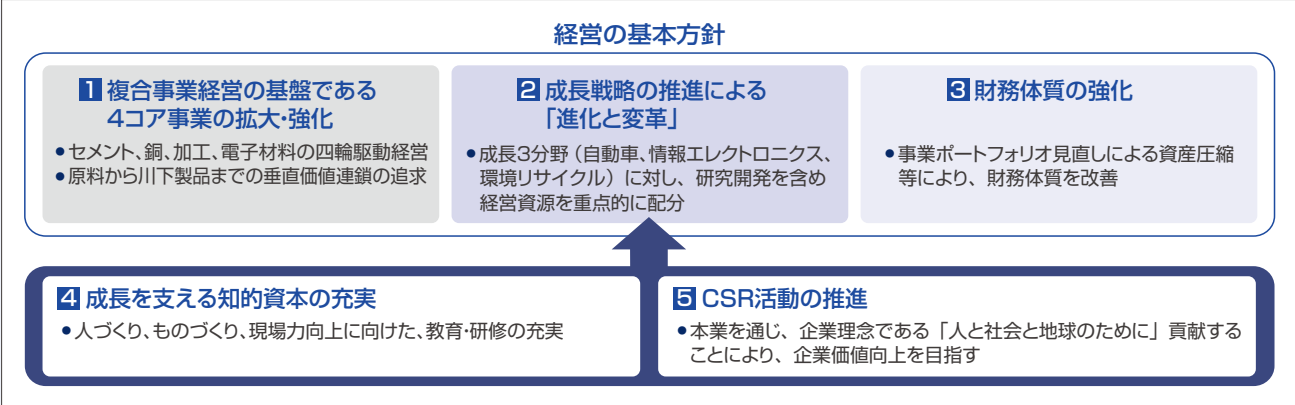 経営の基本方針
1 複合事業経営の基盤である
4コア事業の拡大・強化
●セメント、銅、加工、電子材料の四輪駆動経営
●原料から川下製品までの垂直価値連鎖の追求
2 成長戦略の推進による
「進化と変革」
●成長3分野（自動車、情報エレクトロニクス、
環境リサイクル）に対し、研究開発を含め
経営資源を重点的に配分
3 財務体質の強化
●事業ポートフォリオ見直しによる資産圧縮
等により、財務体質を改善
4 成長を支える知的資本の充実
●人づくり、ものづくり、現場力向上に向けた、教育・研修の充実
5 CSR活動の推進
●本業を通じ、企業理念である「人と社会と地球のために」貢献する
ことにより、企業価値向上を目指す